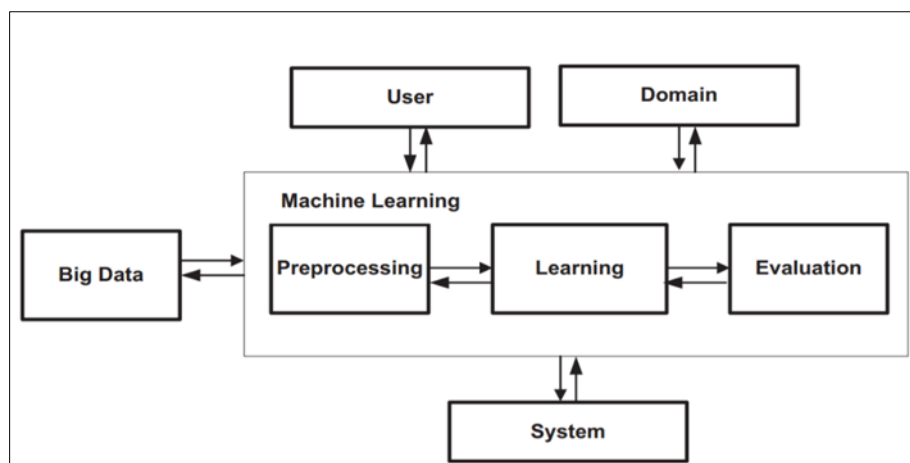 User
Domain
Machine Learning
Big Data
Preprocessing
Learning
Evaluation
System